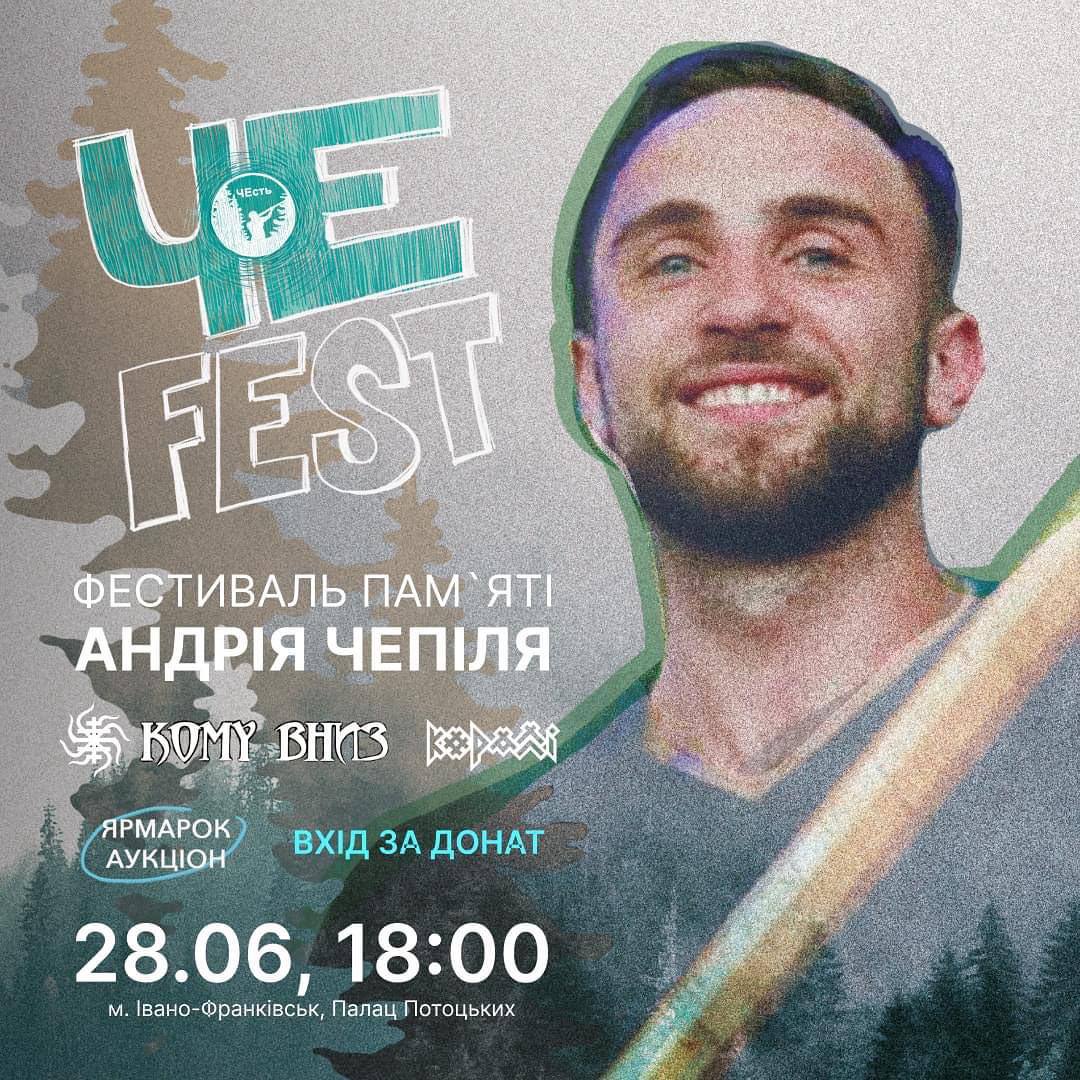 ЧЕ
ЧЕсть
FEST
ФЕСТИВАЛЬ ПАМ`ЯТІ
АНДРІЯ ЧЕПІЛЯ
КОМУ ВНИЗ королі
ЯРМАРОК
АУКЦІОН
ВХІД ЗА ДОНАТ
28.06, 18:00
м. Івано-Франківськ, Палац Потоцьких